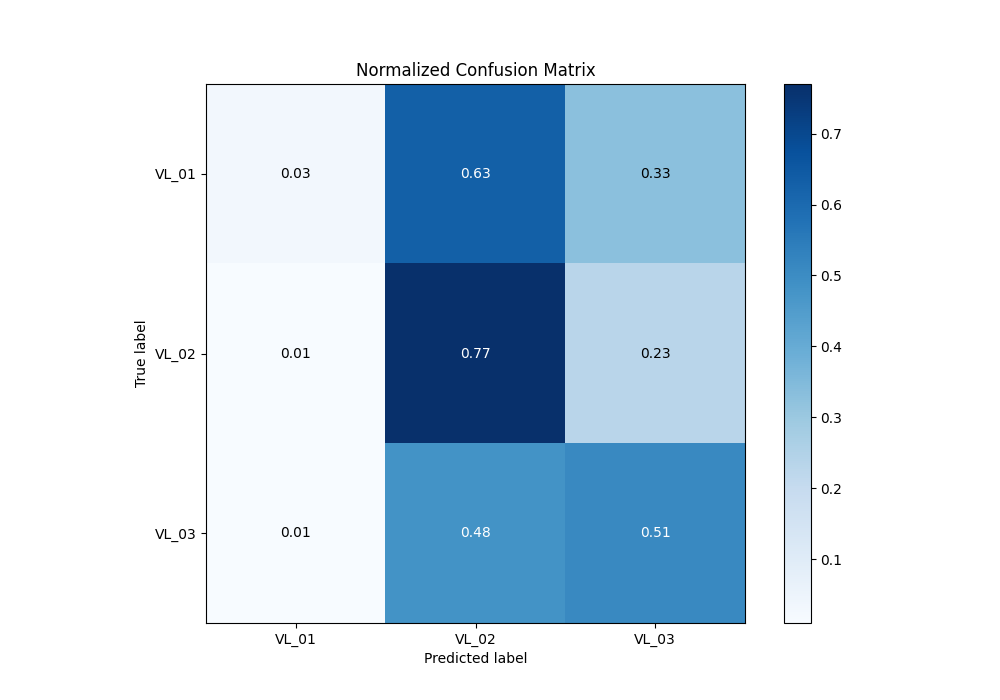 Normalized Confusion Matrix
VL_01 0.03 0.63 0.33
VL_02 0.01 0.77 0.23
VL_03 0.01 0.48 0.51
VL_01 VL_02 VL_03
Predicted label
True label
0.7
0.6
0.5
0.4
0.3
0.2
0.1